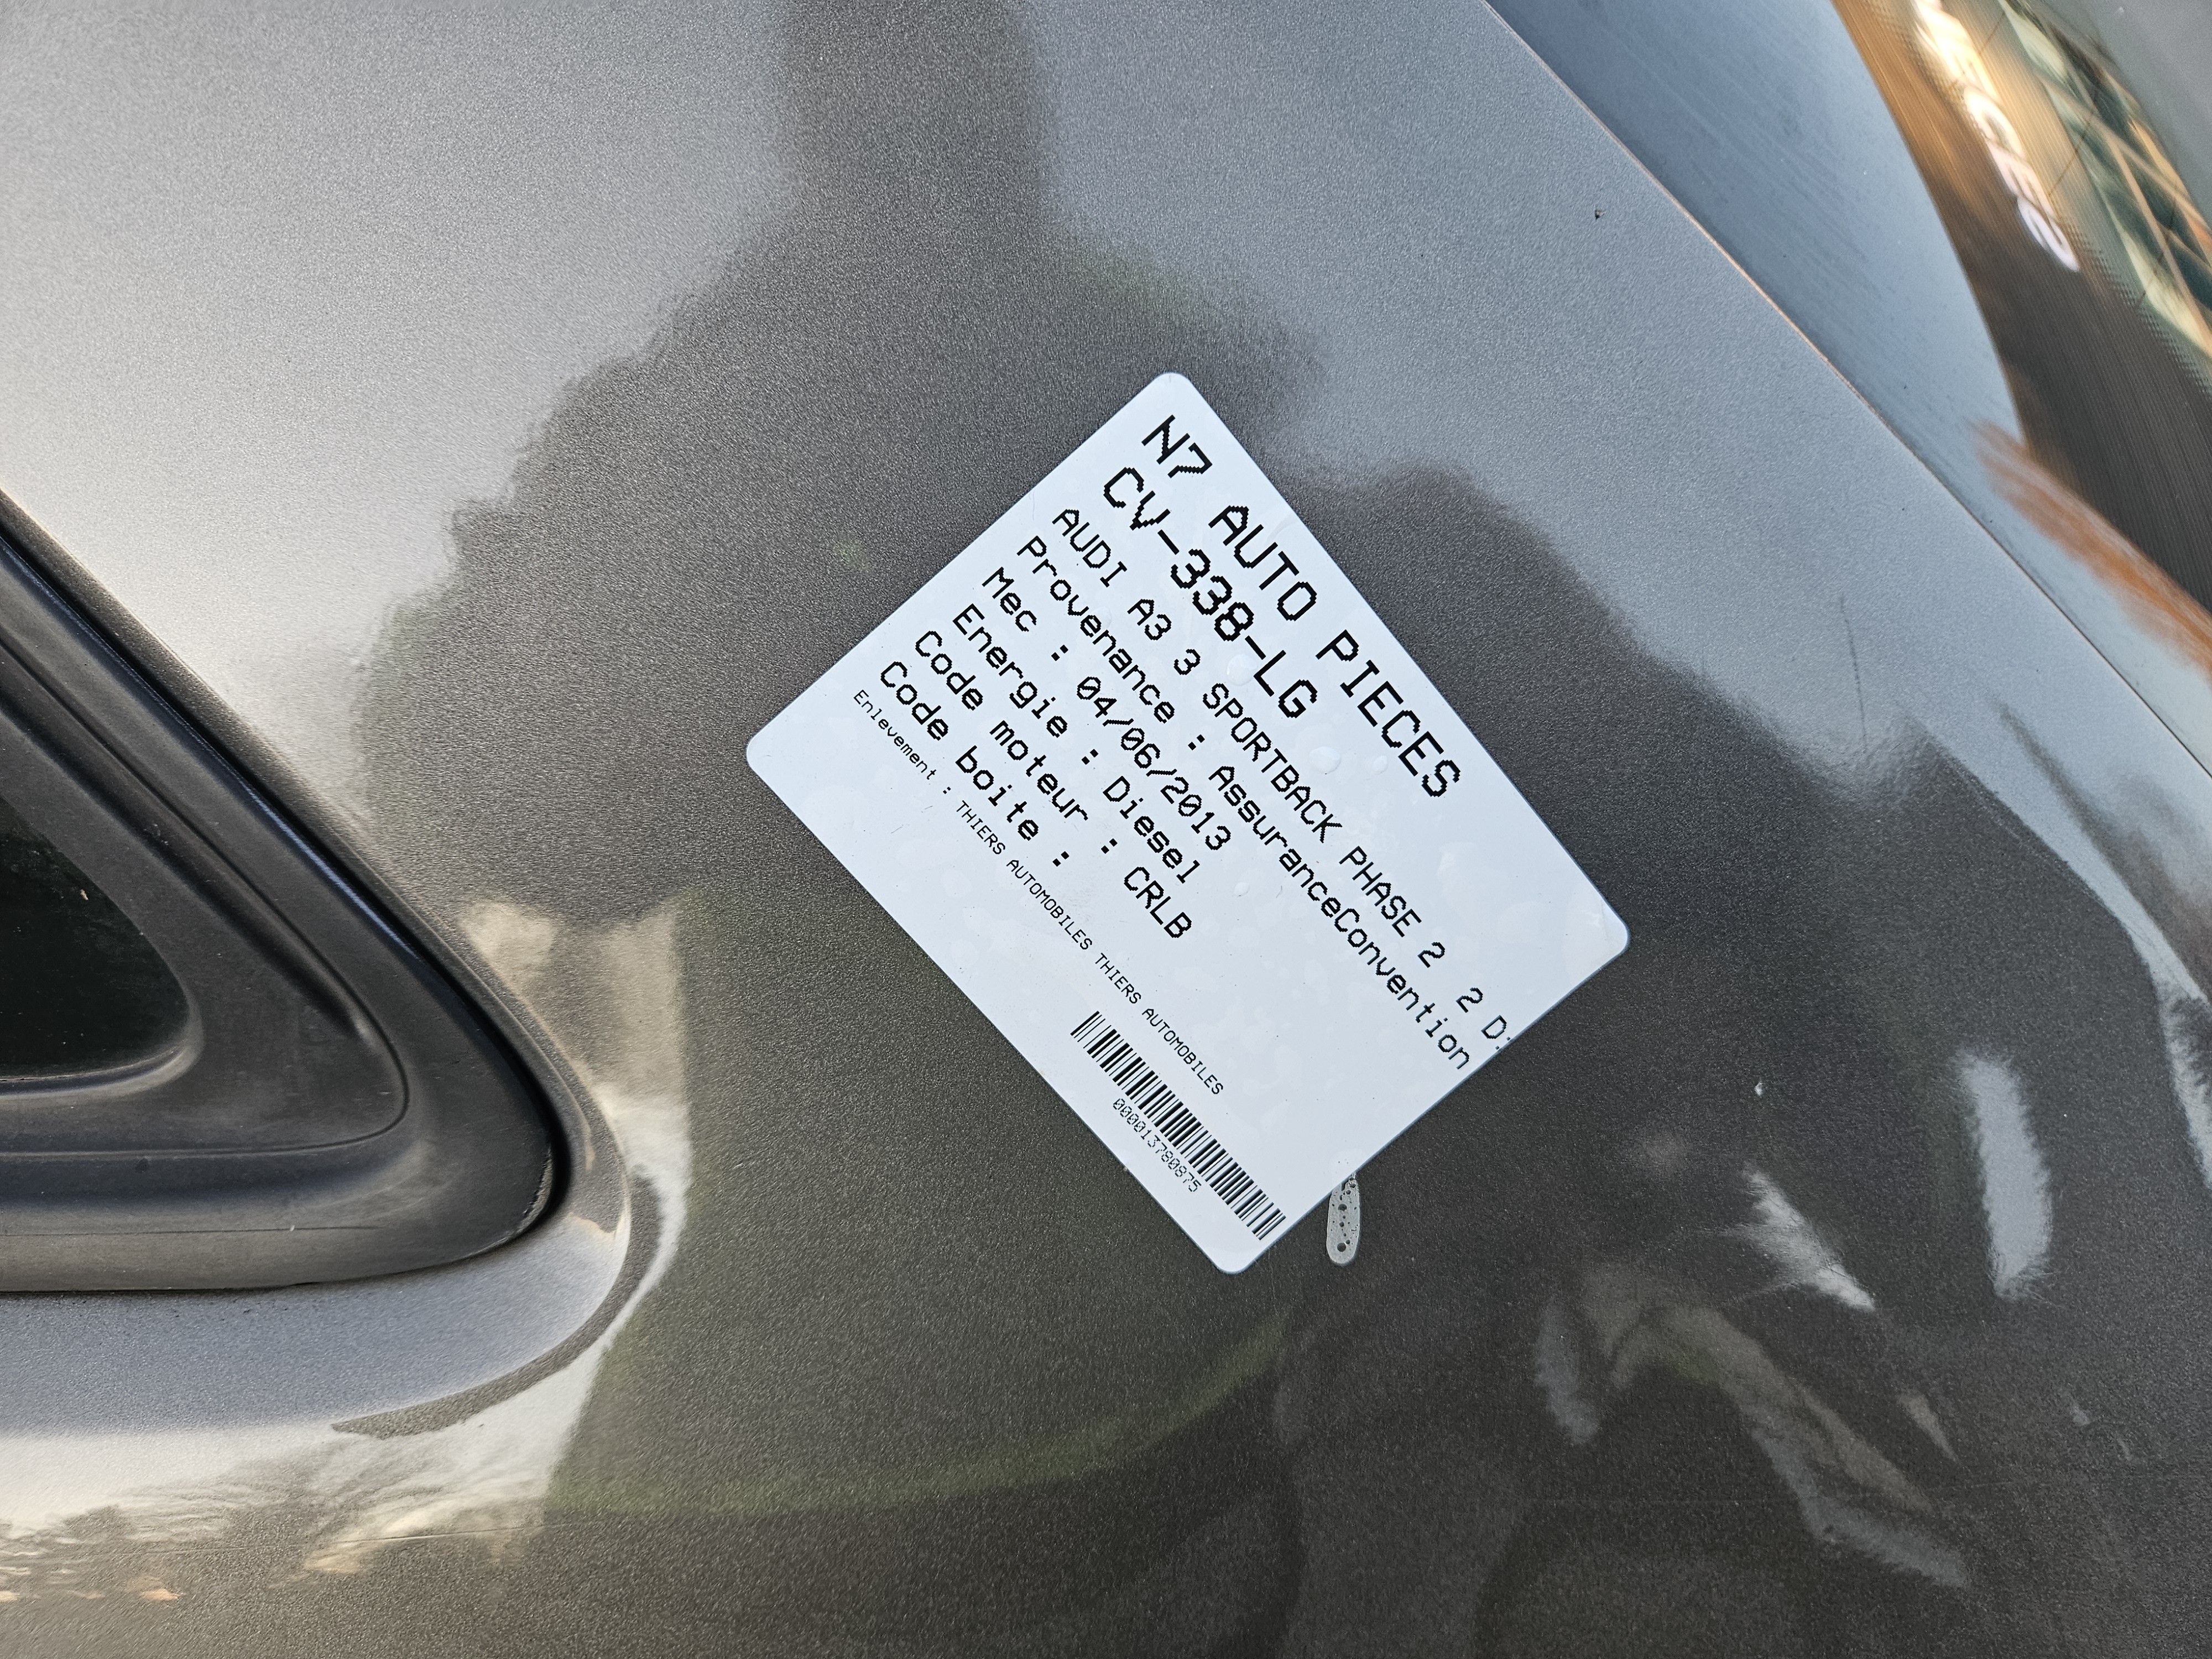 N7 AUTO PIECES
CV-338-LG
AUDI A3 3 SPORTBACK PHASE 2 2 D
Provenance : AssuranceConvention
Mec : 04/06/2013
Energie : Diesel
Code moteur : CRLB
Code boite :
Enlevement : THIERS AUTOMOBILES THIERS AUTOMOBILES
000013780875